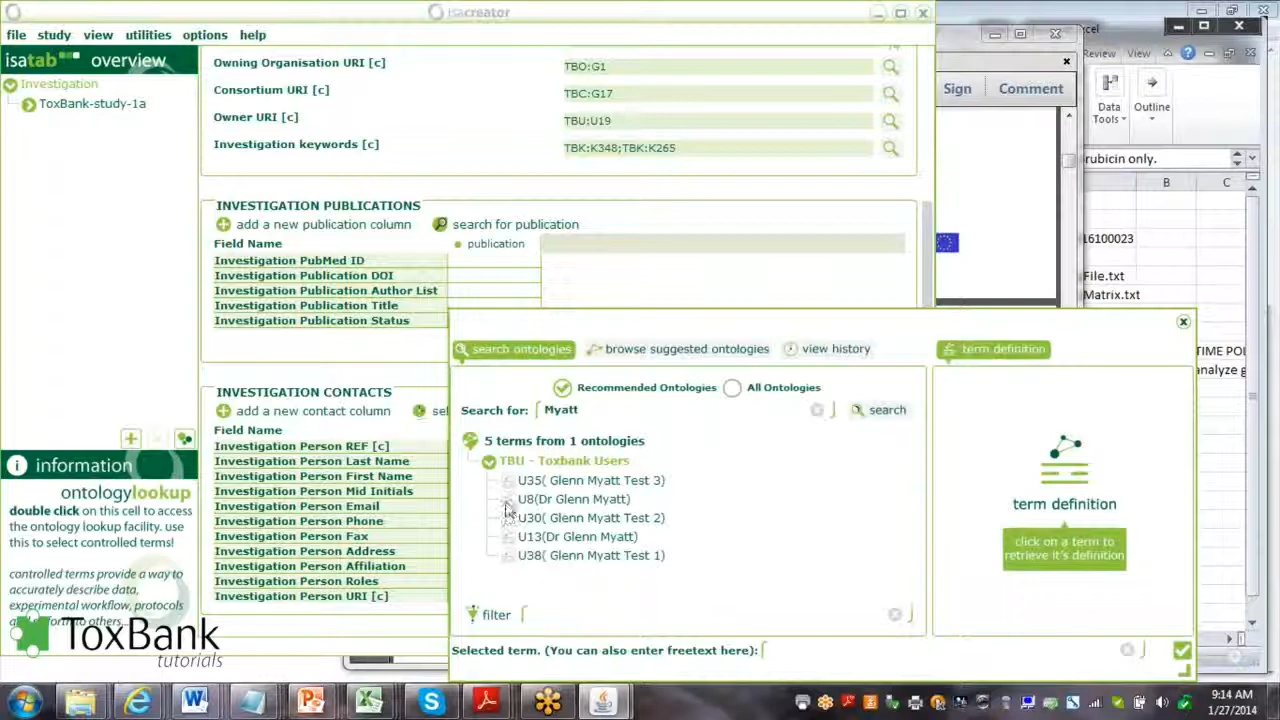 isacreator
file study view utilities options help
isatab overview
Investigation
ToxBank-study-1a
Owning Organisation URI [c] TBO:G1
Consortium URI [c] TBC:G17
Owner URI [c] TBU:U19
Investigation keywords [c] TBK:K348;TBK:K265
INVESTIGATION PUBLICATIONS
add a new publication column search for publication
Field Name publication
Investigation PubMed ID
Investigation Publication DOI
Investigation Publication Author List
Investigation Publication Title
Investigation Publication Status
INVESTIGATION CONTACTS
add a new contact column
Field Name
Investigation Person REF [c]
Investigation Person Last Name
Investigation Person First Name
Investigation Person Mid Initials
Investigation Person Email
Investigation Person Phone
Investigation Person Fax
Investigation Person Address
Investigation Person Affiliation
Investigation Person Roles
Investigation Person URI [c]
information
ontologylookup
double click on this cell to access
the ontology lookup facility. use
this to select controlled terms.
controlled terms provide a way to
accurately describe data,
experimental workflow, protocols
ToxBank
tutorials
search ontologies browse suggested ontologies view history term definition
Recommended Ontologies All Ontologies
Search for: Myatt search
5 terms from 1 ontologies
TBU - Toxbank Users
U35( Glenn Myatt Test 3)
U8(Dr Glenn Myatt)
U30( Glenn Myatt Test 2)
U13(Dr Glenn Myatt)
U38( Glenn Myatt Test 1)
filter
term definition
click on a term to
retrieve it's definition
Selected term. (You can also enter freetext here):
Sign Comment
xcel
Review View
Data
Tools
Outline
rubicin only.
B C
16100023
File.txt
Matrix.txt
TIME POI
analyze g
9:14 AM
1/27/2014